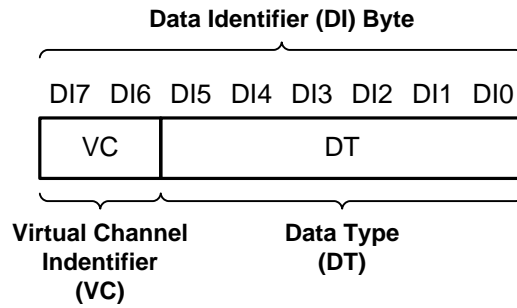 Data Identifier (DI) Byte
DI7 DI6 DI5 DI4 DI3 DI2 DI1 DI0
VC DT
Virtual Channel Data Type
Indentifier (DT)
(VC)